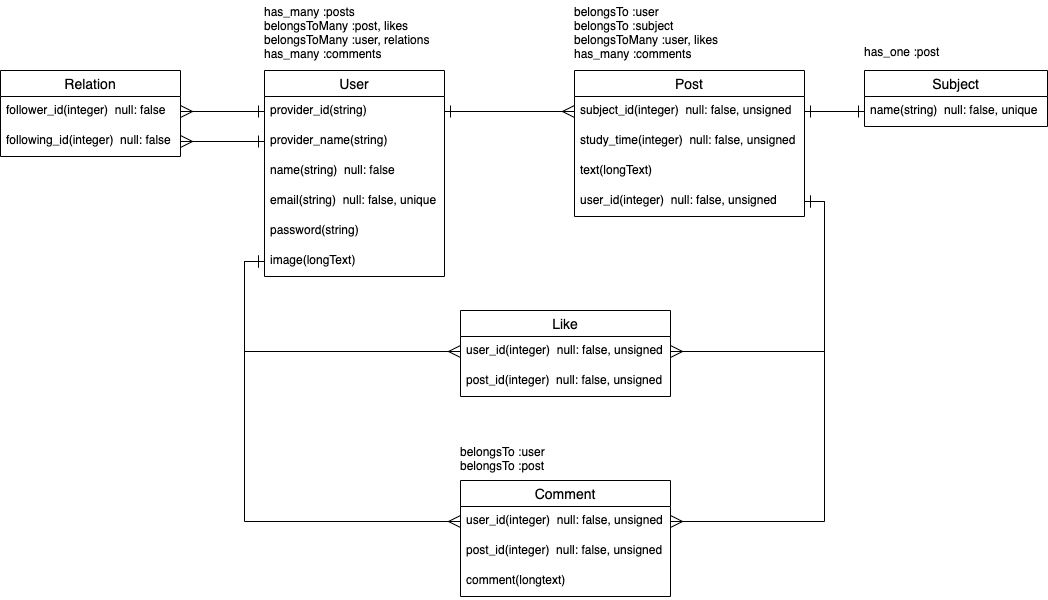 has_many :posts
belongsToMany :post, likes
belongsToMany :user, relations
has_many :comments
belongsTo :user
belongsTo :subject
belongsToMany :user, likes
has_many :comments
has_one :post
Relation
follower_id(integer)  null: false
following_id(integer)  null: false
User
provider_id(string)
provider_name(string)
name(string)  null: false
email(string)  null: false, unique
password(string)
image(longText)
Post
subject_id(integer)  null: false, unsigned
study_time(integer)  null: false, unsigned
text(longText)
user_id(integer)  null: false, unsigned
Subject
name(string)  null: false, unique
Like
user_id(integer)  null: false, unsigned
post_id(integer)  null: false, unsigned
belongsTo :user
belongsTo :post
Comment
user_id(integer)  null: false, unsigned
post_id(integer)  null: false, unsigned
comment(longtext)